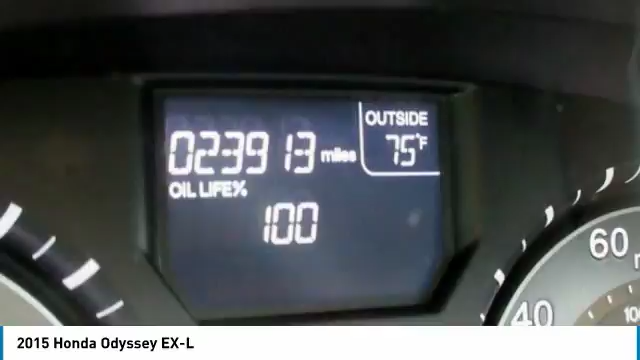 OUTSIDE
023913 miles 75°F
OIL LIFE%
100
60
40
2015 Honda Odyssey EX-L